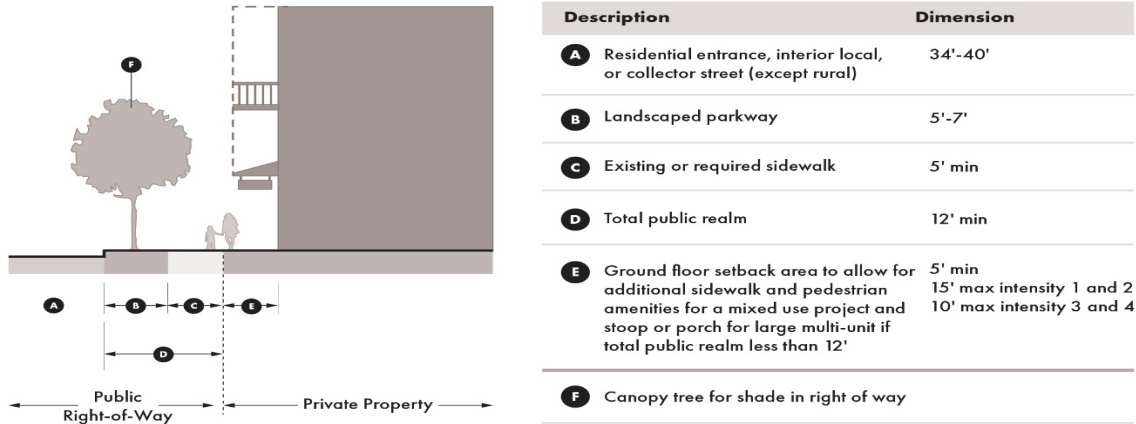 F
A
B
C
E
D
Public
Right-of-Way
Private Property
Description Dimension
A Residential entrance, interior local, 34'-40'
or collector street (except rural)
B Landscaped parkway 5'-7'
C Existing or required sidewalk 5' min
D Total public realm 12' min
E Ground floor setback area to allow for 5' min
additional sidewalk and pedestrian 15' max intensity 1 and 2
amenities for a mixed use project and 10' max intensity 3 and 4
stoop or porch for large multi-unit if
total public realm less than 12'
F Canopy tree for shade in right of way